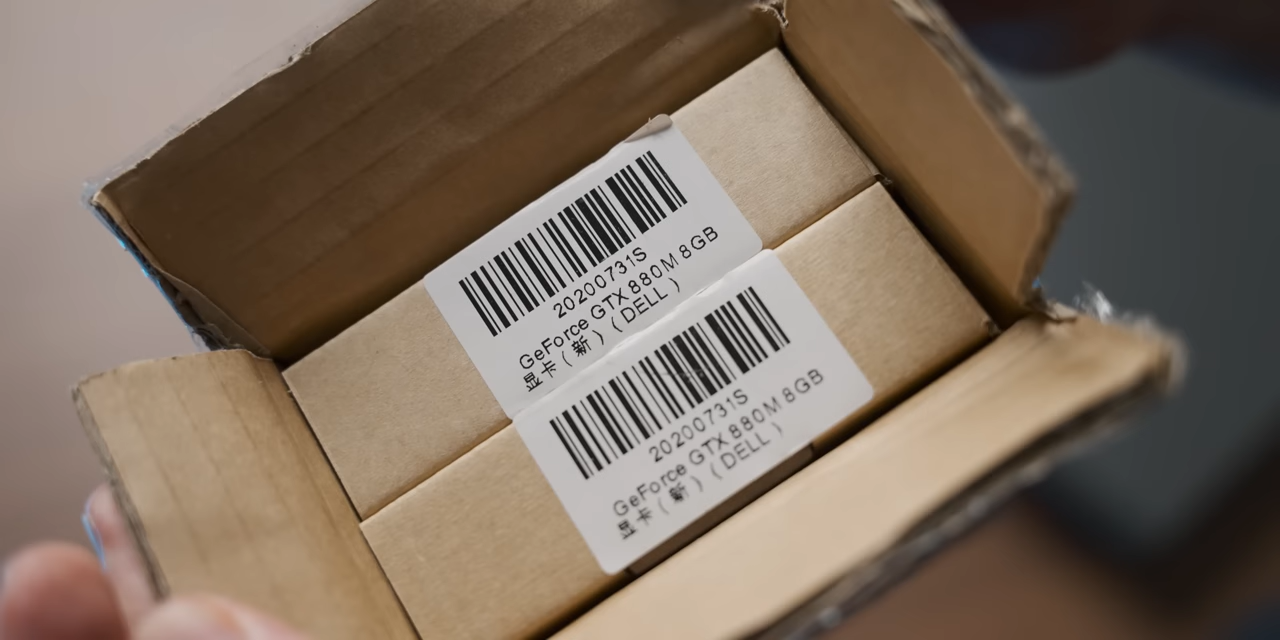 20200731S
GeForce GTX 880M 8GB
显卡（新）（DELL）
20200731S
GeForce GTX 880M 8GB
显卡（新）（DELL）